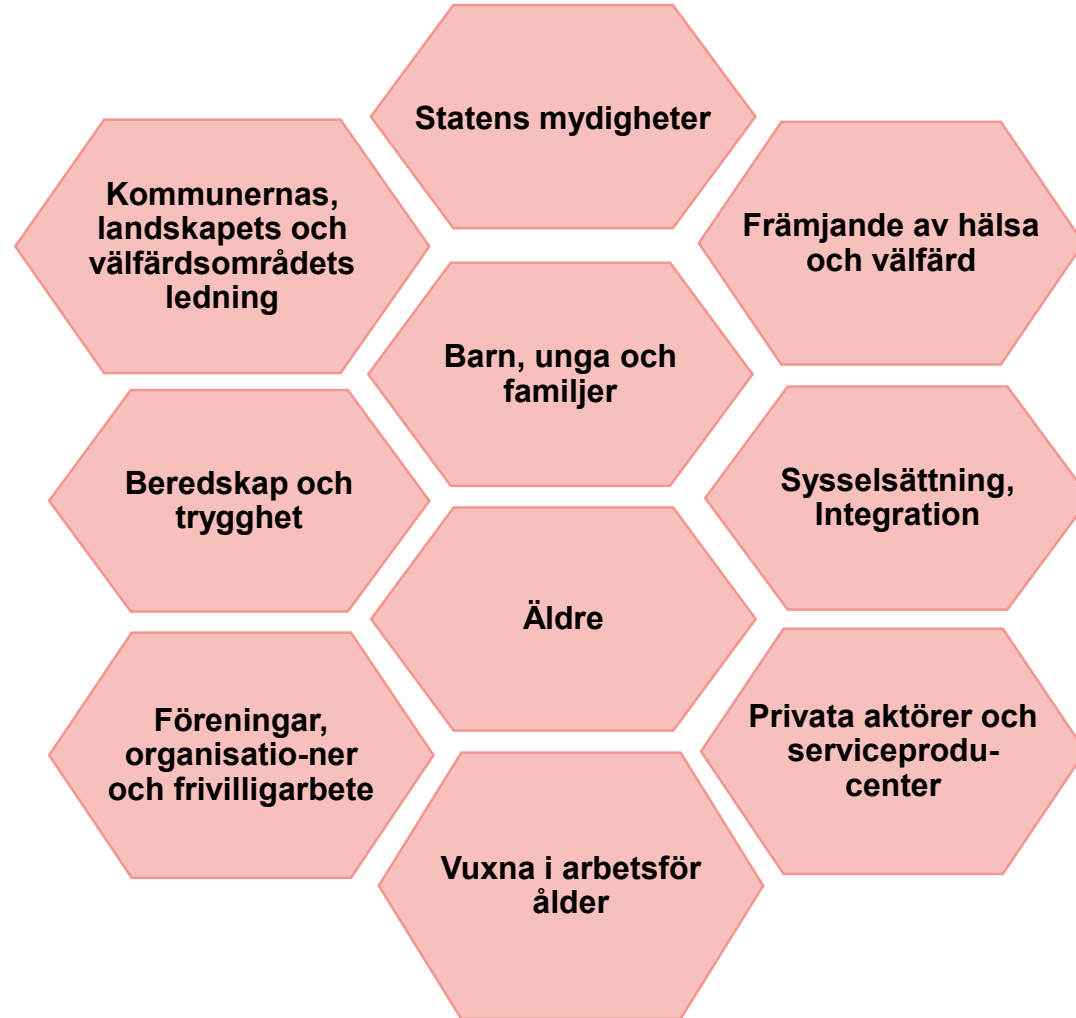 Statens mydigheter
Kommunernas,
landskapets och
välfärdsområdets
ledning
Främjande av hälsa
och välfärd
Barn, unga och
familjer
Beredskap och
trygghet
Sysselsättning,
Integration
Äldre
Föreningar,
organisatio-ner
och frivilligarbete
Privata aktörer och
serviceprodu-
center
Vuxna i arbetsför
ålder